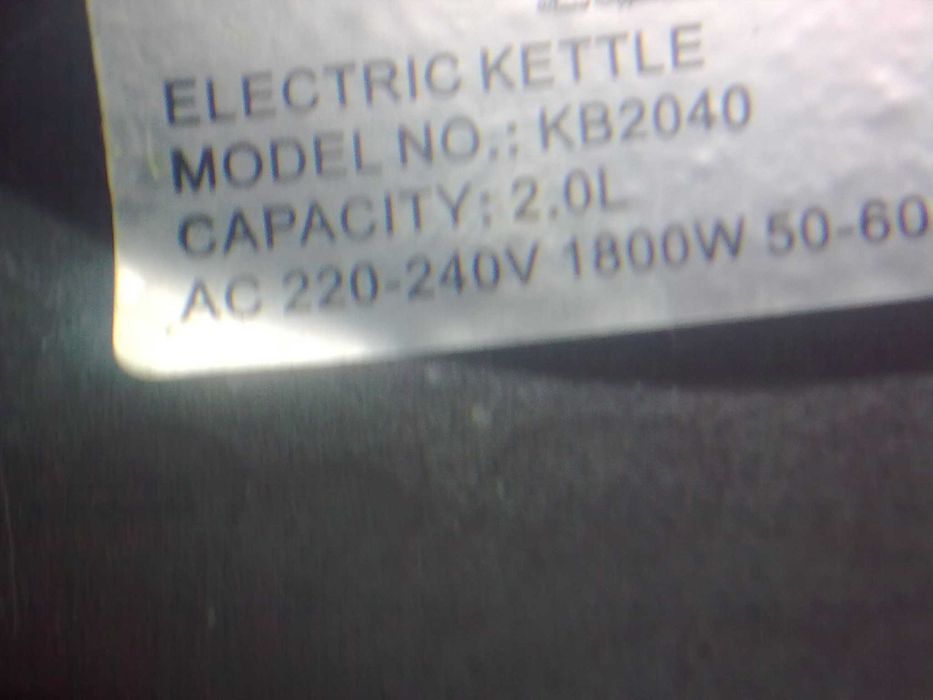 ELECTRIC KETTLE
MODEL NO.: KB2040
CAPACITY: 2.0L
AC 220-240V 1800W 50-60